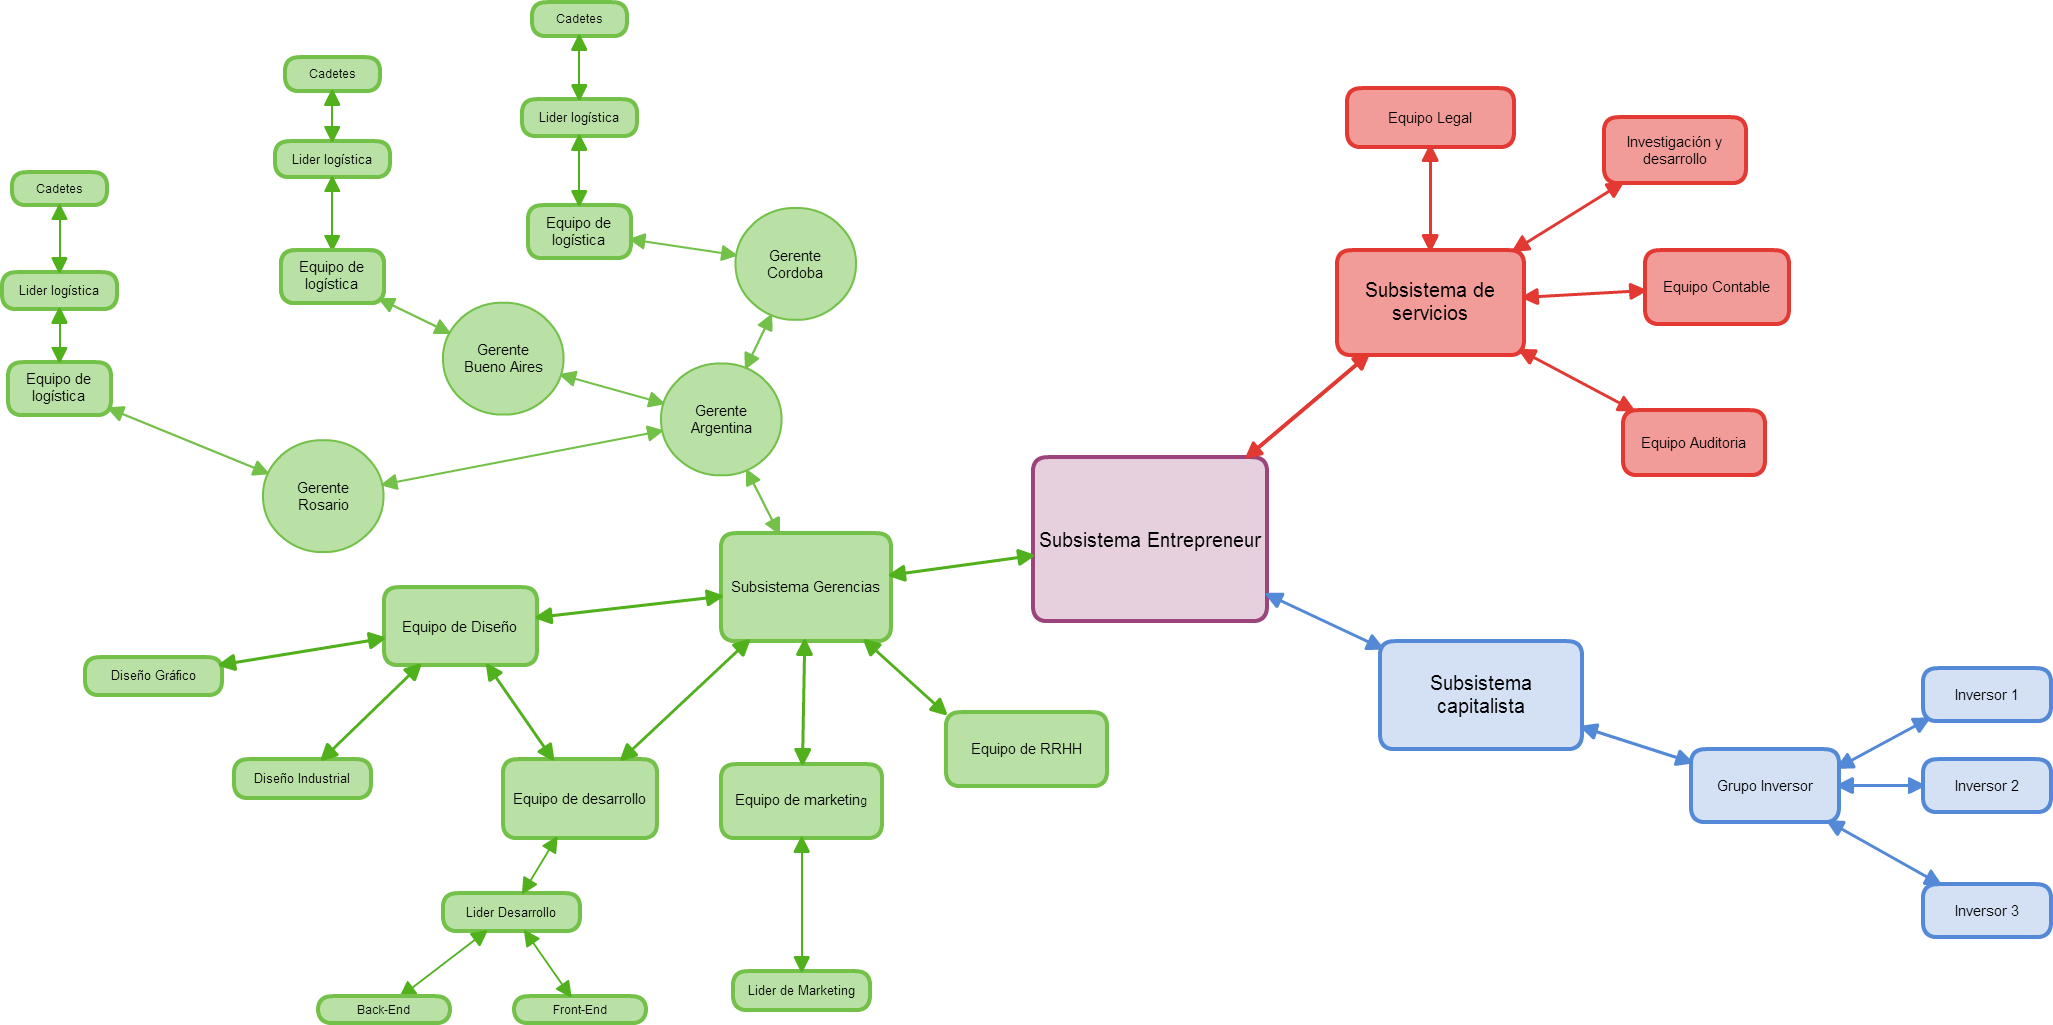 Cadetes
Cadetes
Lider logística
Equipo Legal
Investigación y
desarrollo
Lider logística
Cadetes
Equipo de
logística
Gerente
Cordoba
Equipo de
logística
Subsistema de
servicios
Equipo Contable
Lider logística
Gerente
Bueno Aires
Equipo de
logística
Gerente
Argentina
Equipo Auditoria
Gerente
Rosario
Subsistema Entrepreneur
Subsistema Gerencias
Equipo de Diseño
Diseño Gráfico
Subsistema
capitalista
Inversor 1
Equipo de RRHH
Diseño Industrial
Equipo de desarrollo
Equipo de marketing
Grupo Inversor
Inversor 2
Lider Desarrollo
Inversor 3
Lider de Marketing
Back-End
Front-End